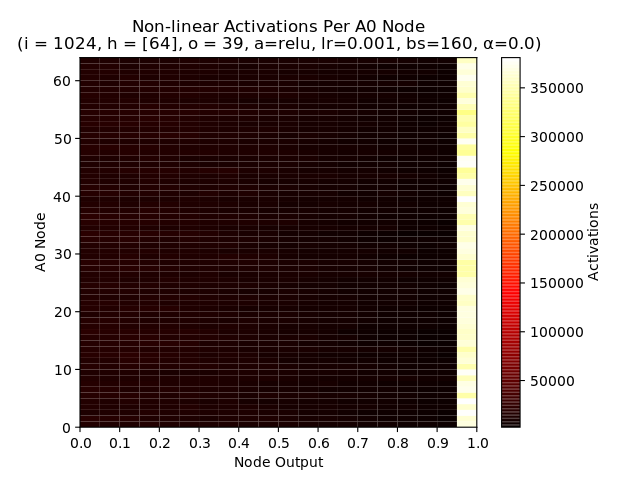 Non-linear Activations Per A0 Node
(i = 1024, h = [64], o = 39, a=relu, lr=0.001, bs=160, α=0.0)
A0 Node
60
50
40
30
20
10
0
0.0 0.1 0.2 0.3 0.4 0.5 0.6 0.7 0.8 0.9 1.0
Node Output
350000
300000
250000
200000
150000
100000
50000
Activations